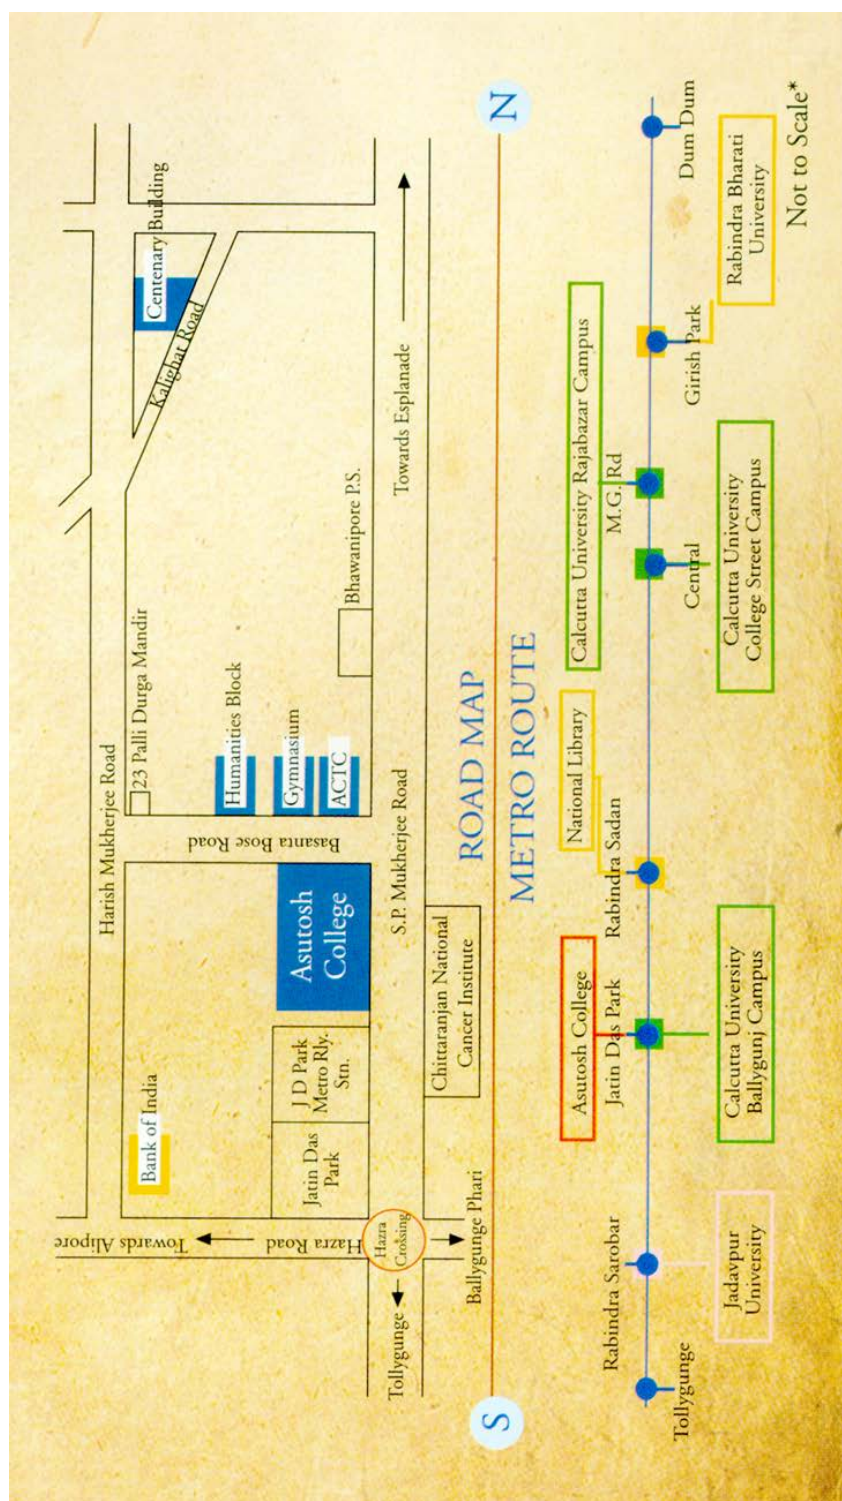 Harish Mukherjee Road
23 Palli Durga Mandir
Centenary Building
Kalighat Road
Bank of India
Towards Alipore
Hazra Road
Basanta Bose Road
Humanities Block
Gymnasium
ACTC
Bhawanipore P.S.
Jatin Das
Park
J D Park
Metro Rly.
Stn.
Asutosh
College
Hazra
Crossing
Tollygunge
S.P. Mukherjee Road
Towards Esplanade
Ballygunge Phari
Chittaranjan National
Cancer Institute
ROAD MAP
S
N
METRO ROUTE
Asutosh College
Jatin Das Park
National Library
Rabindra Sadan
Calcutta University Rajabazar Campus
M.G. Rd
Rabindra Sarobar
Tollygunge
Central
Girish Park
Dum Dum
Jadavpur
University
Calcutta University
Ballygunj Campus
Calcutta University
College Street Campus
Rabindra Bharati
University
Not to Scale*